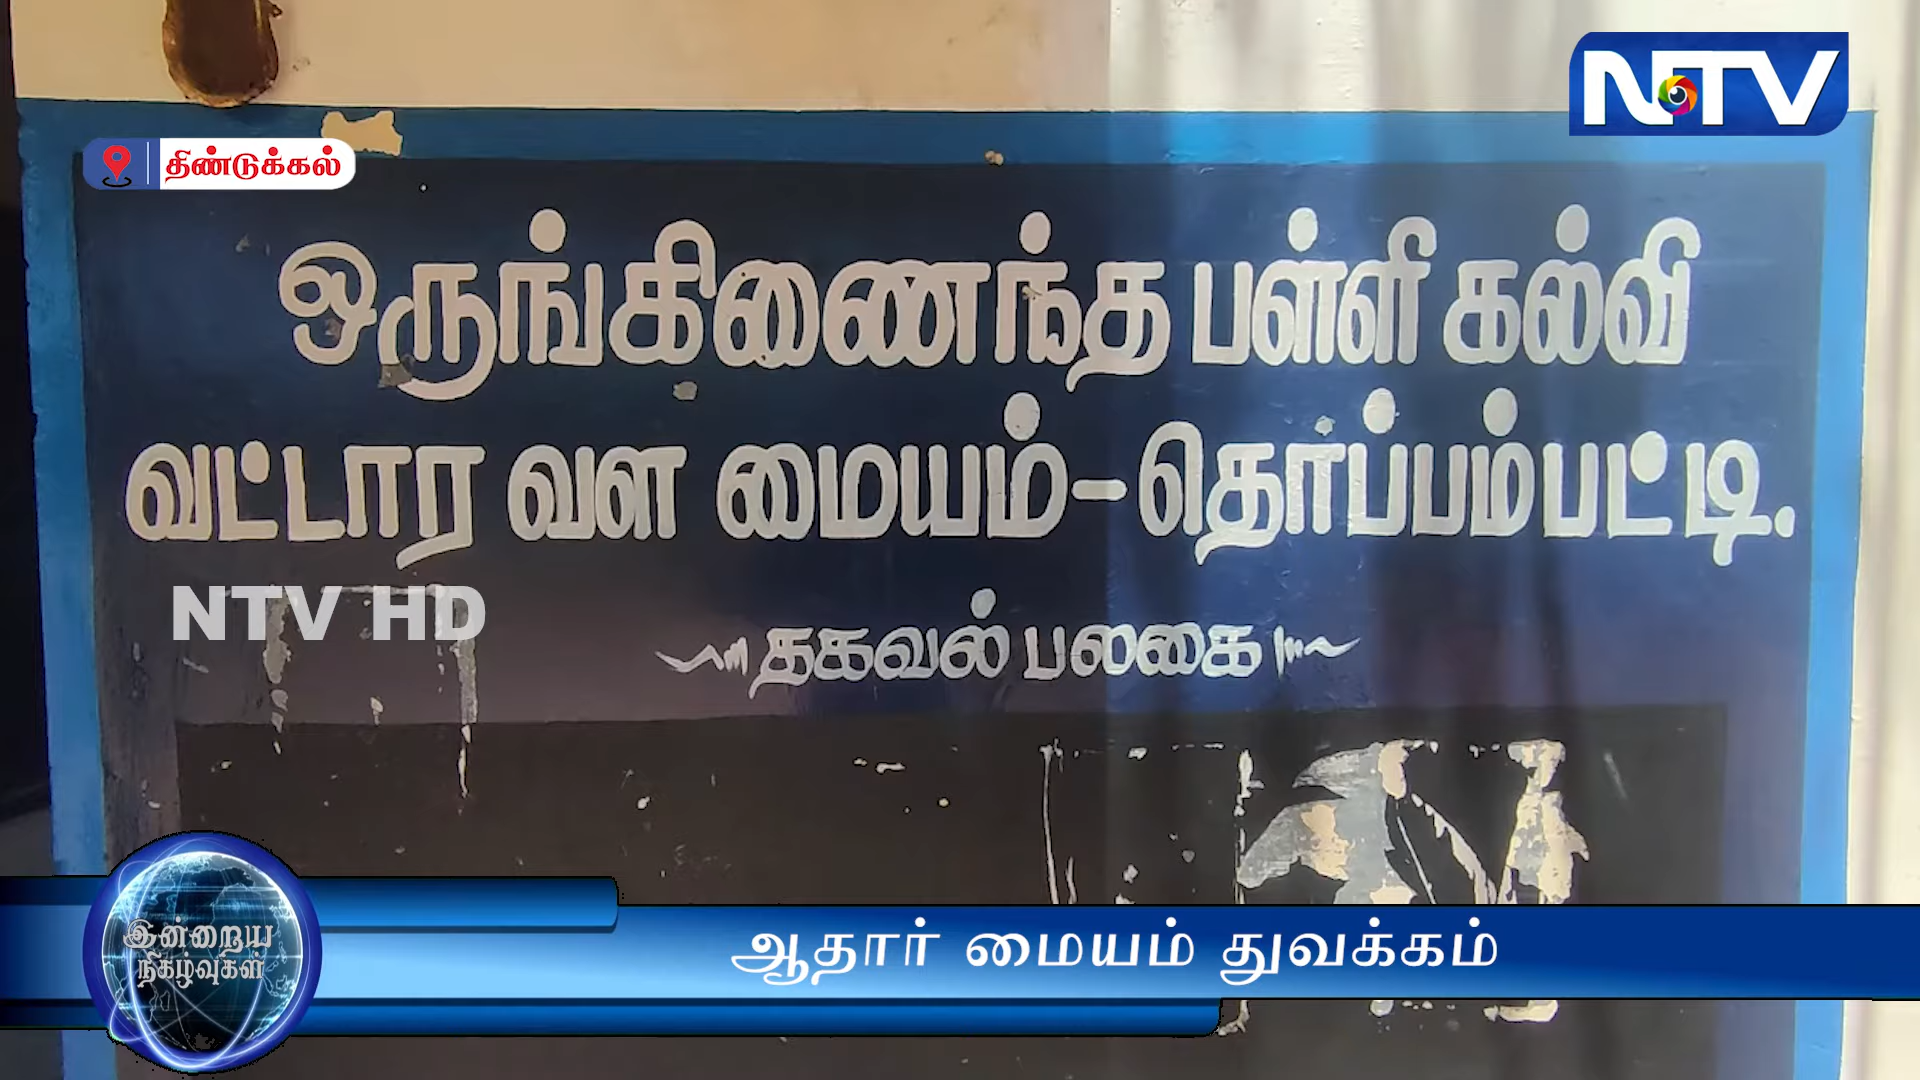 NTV
திண்டுக்கல்
ஒருங்கிணைந்த பள்ளி கல்வி
வட்டார வள மையம்-தொப்பம்பட்டி.
NTV HD
தகவல் பலகை
ஆதார் மையம் துவக்கம்
இன்றைய
நிகழ்வுகள்